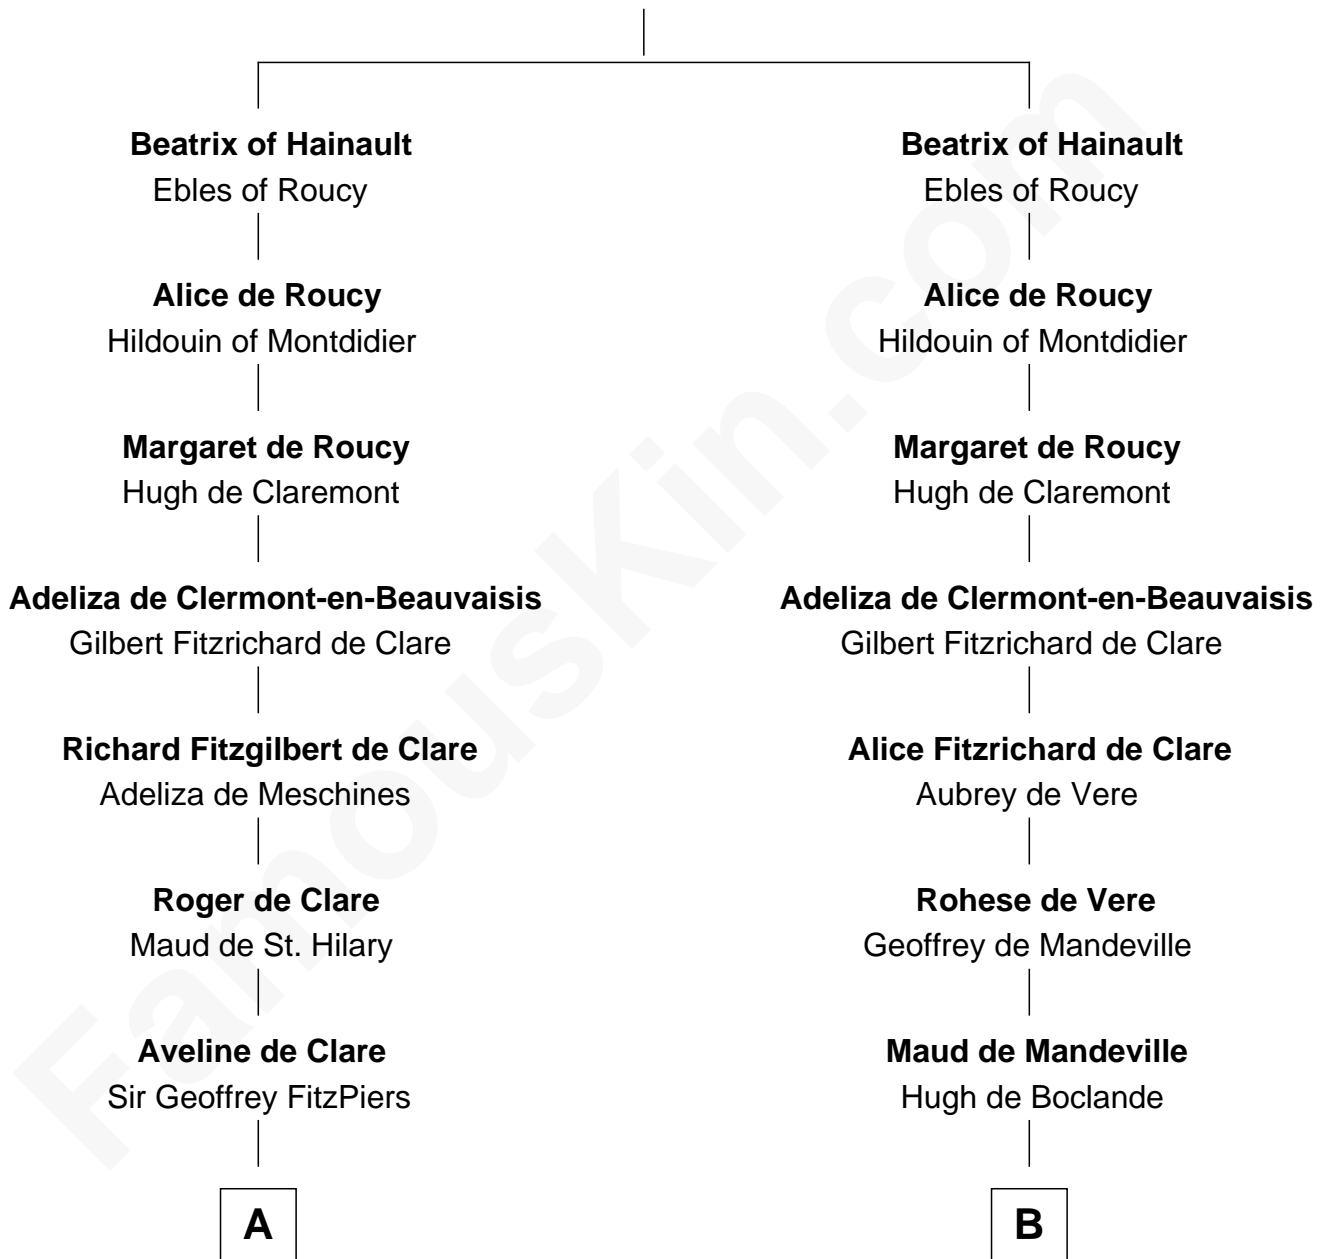 Beatrix of Hainault
Ebles of Roucy
Alice de Roucy
Hildouin of Montdidier
Margaret de Roucy
Hugh de Claremont
Adeliza de Clermont-en-Beauvaisis
Gilbert Fitzrichard de Clare
Richard Fitzgilbert de Clare
Adeliza de Meschines
Roger de Clare
Maud de St. Hilary
Aveline de Clare
Sir Geoffrey FitzPiers
A
Beatrix of Hainault
Ebles of Roucy
Alice de Roucy
Hildouin of Montdidier
Margaret de Roucy
Hugh de Claremont
Adeliza de Clermont-en-Beauvaisis
Gilbert Fitzrichard de Clare
Alice Fitzrichard de Clare
Aubrey de Vere
Rohese de Vere
Geoffrey de Mandeville
Maud de Mandeville
Hugh de Boclande
B
FamousKin.com